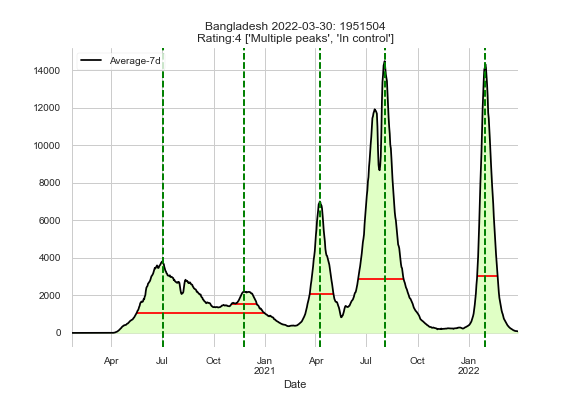 Bangladesh 2022-03-30: 1951504
Rating:4 ['Multiple peaks', 'In control']
Average-7d
14000
12000
10000
8000
6000
4000
2000
0
Apr Jul Oct Jan Apr Jul Oct Jan
2021 2022
Date